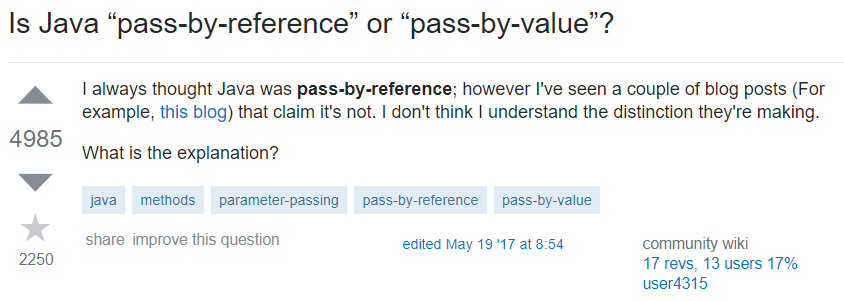 Is Java “pass-by-reference” or “pass-by-value”?
I always thought Java was pass-by-reference; however I've seen a couple of blog posts (For
example, this blog) that claim it's not. I don't think I understand the distinction they're making.
4985
What is the explanation?
java methods parameter-passing pass-by-reference pass-by-value
2250
share improve this question
edited May 19 '17 at 8:54
community wiki
17 revs, 13 users 17%
user4315